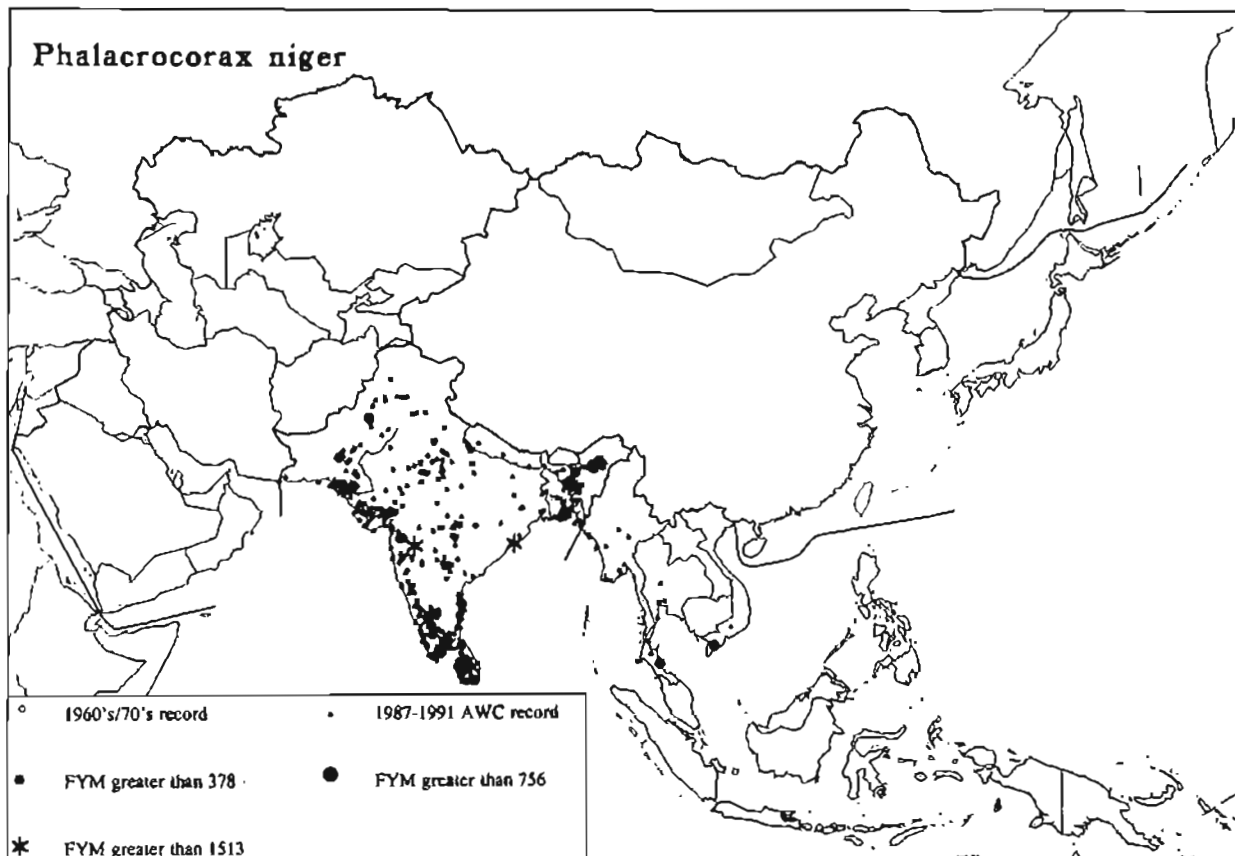 Phalacrocorax niger
1960's/70's record
1987-1991 AWC record
FYM greater than 378
FYM greater than 756
FYM greater than 1513